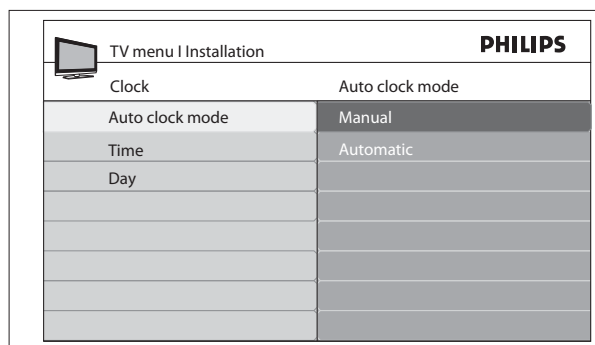 TV menu l Installation PHILIPS
Clock Auto clock mode
Auto clock mode Manual
Time Automatic
Day